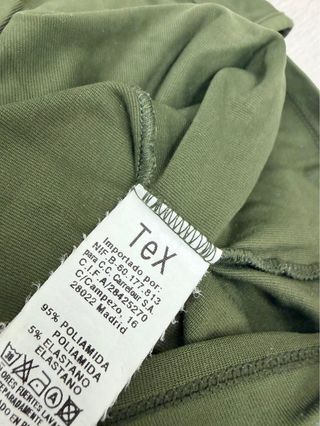 TeX
Importado por:
NIF B-60.177.813
para C.C. Carrefour S.A.
C.I.F A/28425270
C/Campezo, 16
28022 Madrid
95% POLIAMIDA
POLIAMIDA
5% ELASTANO
ELASTANO
30